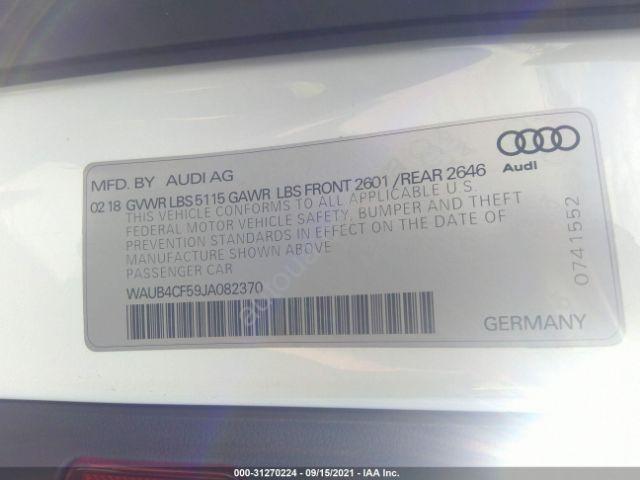 MFD. BY AUDI AG
02 18 GVWR LBS 5115 GAWR LBS FRONT 2601 /REAR 2646
THIS VEHICLE CONFORMS TO ALL APPLICABLE U.S.
FEDERAL MOTOR VEHICLE SAFETY, BUMPER AND THEFT
PREVENTION STANDARDS IN EFFECT ON THE DATE OF
MANUFACTURE SHOWN ABOVE
PASSENGER CAR
WAUB4CF59JA082370
Audi
0741552
GERMANY
000-31270224 - 09/15/2021 - IAA Inc.